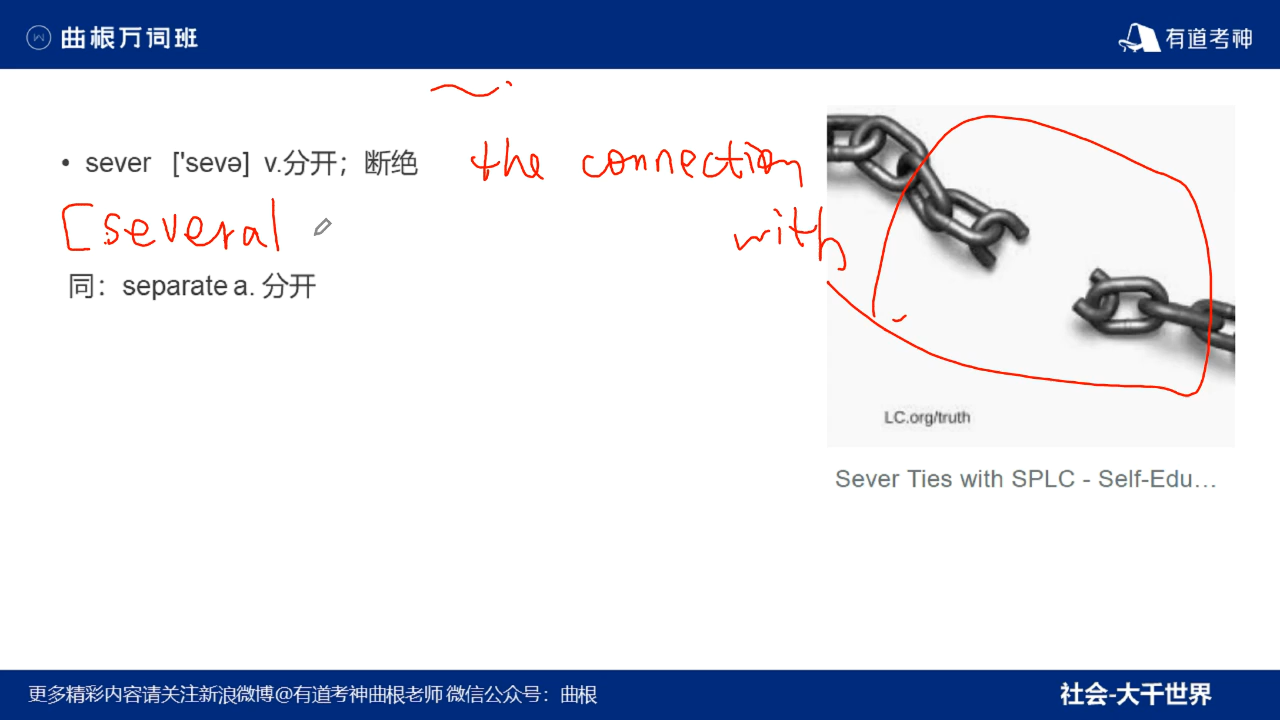 曲根万词班
有道考神
• sever ['sevə] v.分开；断绝 the connection
with
[several
同：separate a. 分开
LC.org/truth
Sever Ties with SPLC - Self-Edu...
更多精彩内容请关注新浪微博@有道考神曲根老师 微信公众号：曲根
社会-大千世界